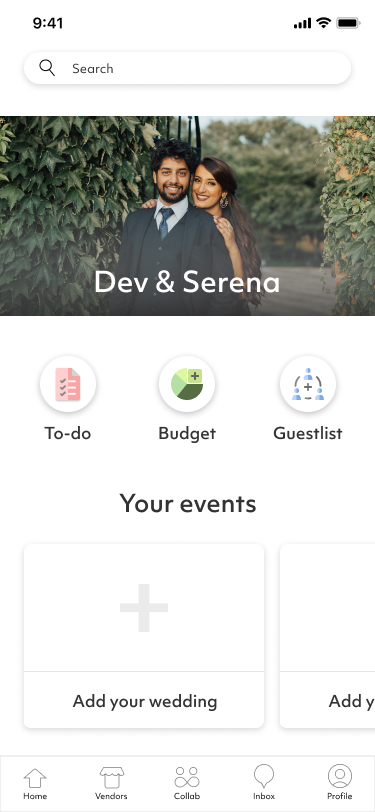 9:41
Search
Dev & Serena
To-do
Budget
Guestlist
Your events
Add your wedding
Add y
Home
Vendors
Collab
Inbox
Profile